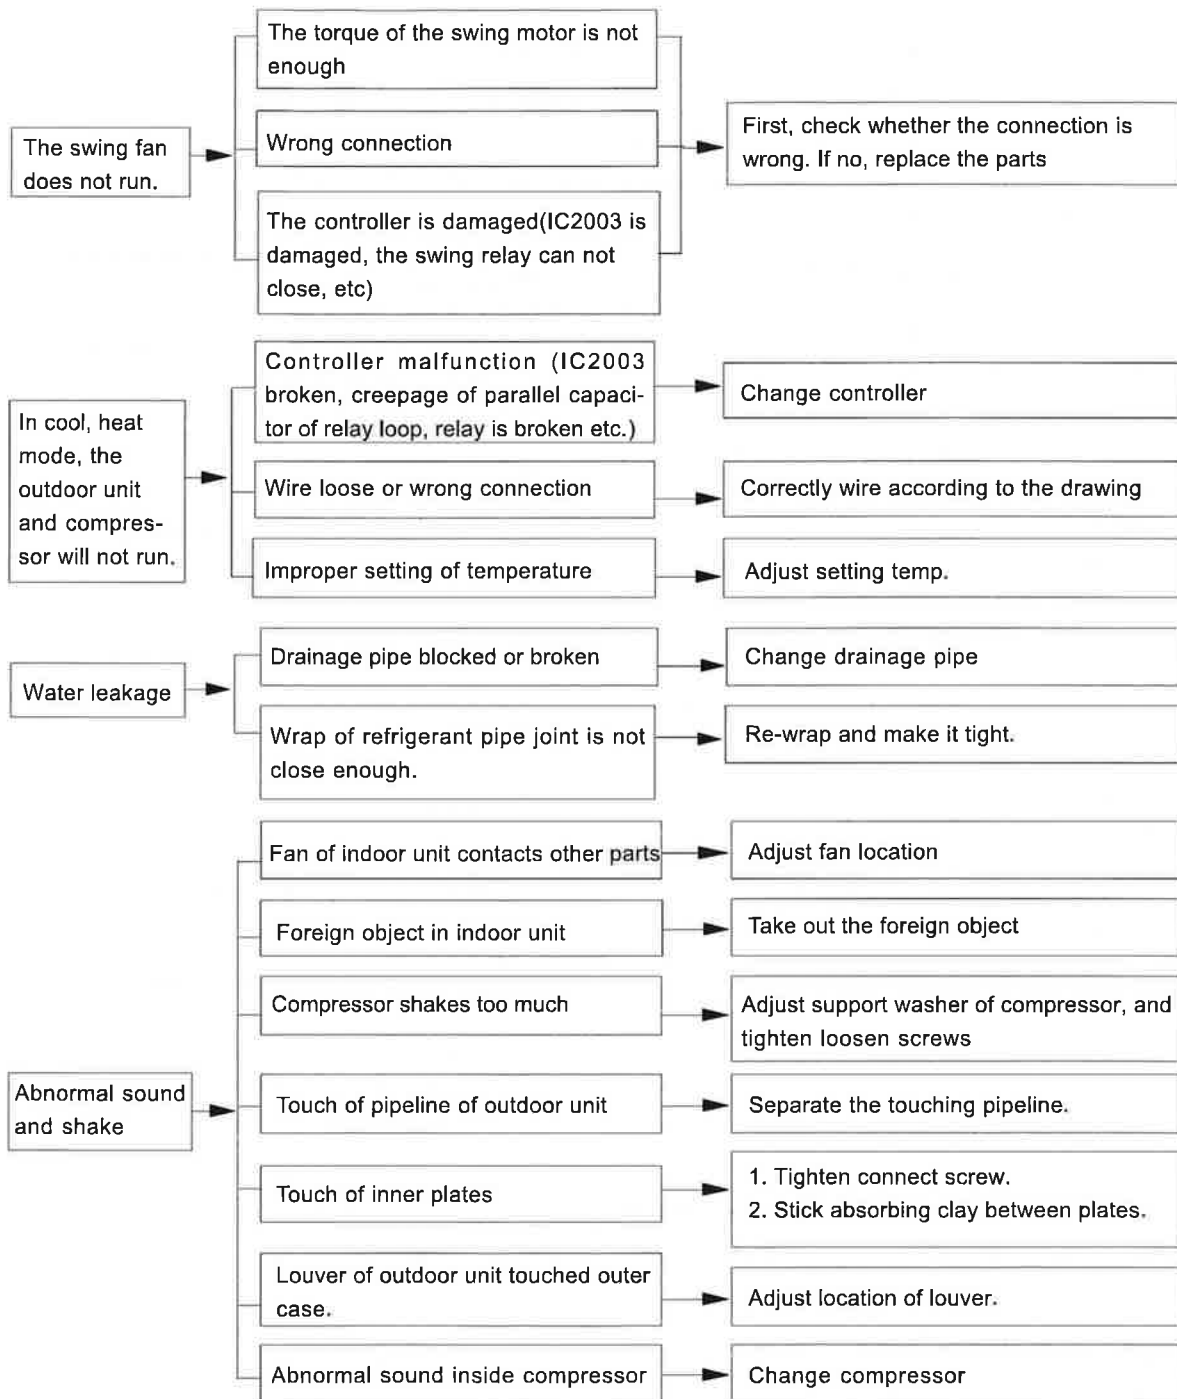 The torque of the swing motor is not
enough
The swing fan
does not run.
Wrong connection
First, check whether the connection is
wrong. If no, replace the parts
The controller is damaged(IC2003 is
damaged, the swing relay can not
close, etc)
In cool, heat
mode, the
outdoor unit
and compres-
sor will not run.
Controller malfunction (IC2003
broken, creepage of parallel capaci-
tor of relay loop, relay is broken etc.)
Change controller
Wire loose or wrong connection
Correctly wire according to the drawing
Improper setting of temperature
Adjust setting temp.
Water leakage
Drainage pipe blocked or broken
Change drainage pipe
Wrap of refrigerant pipe joint is not
close enough.
Re-wrap and make it tight.
Abnormal sound
and shake
Fan of indoor unit contacts other parts
Adjust fan location
Foreign object in indoor unit
Take out the foreign object
Compressor shakes too much
Adjust support washer of compressor, and
tighten loosen screws
Touch of pipeline of outdoor unit
Separate the touching pipeline.
Touch of inner plates
1. Tighten connect screw.
2. Stick absorbing clay between plates.
Louver of outdoor unit touched outer
case.
Adjust location of louver.
Abnormal sound inside compressor
Change compressor